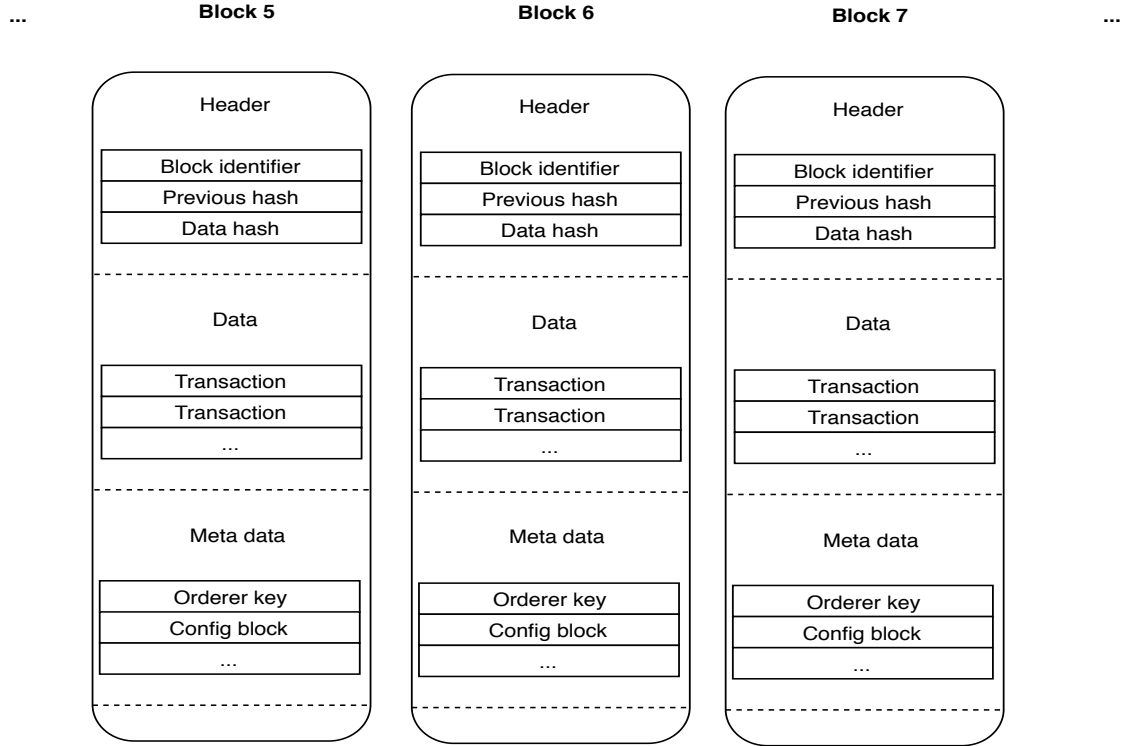 ... Block 5 Block 6 Block 7 ...
Header
Block identifier
Previous hash
Data hash
Data
Transaction
Transaction
...
Meta data
Orderer key
Config block
...
Header
Block identifier
Previous hash
Data hash
Data
Transaction
Transaction
...
Meta data
Orderer key
Config block
...
Header
Block identifier
Previous hash
Data hash
Data
Transaction
Transaction
...
Meta data
Orderer key
Config block
...